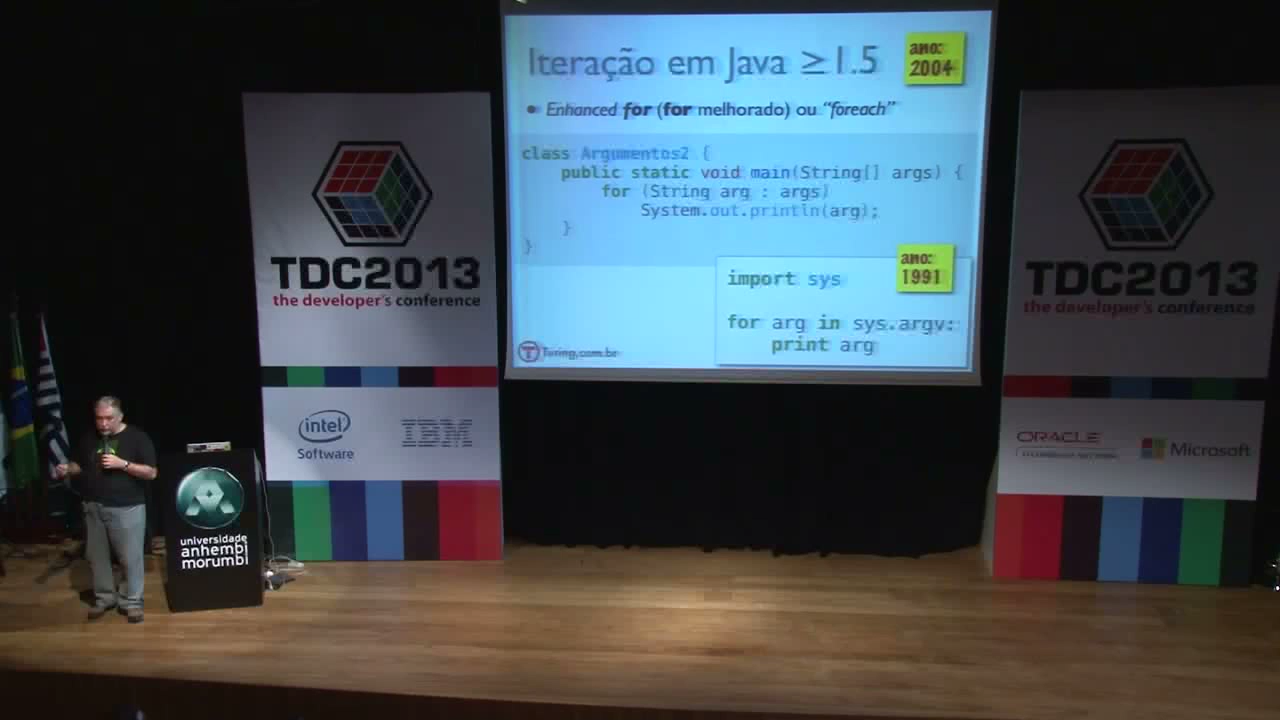 Iteração em Java ≥1.5
ano:
2004
• Enhanced for (for melhorado) ou “foreach”
class Argumentos2 {
public static void main(String[] args) {
for (String arg : args)
System.out.println(arg);
}
}
ano:
1991
import sys
for arg in sys.argv:
print arg
Turing.com.br
TDC2013
the developer's conference
intel
Software
IBM
universidade
anhembi
morumbi
TDC2013
the developer's conference
ORACLE
Microsoft